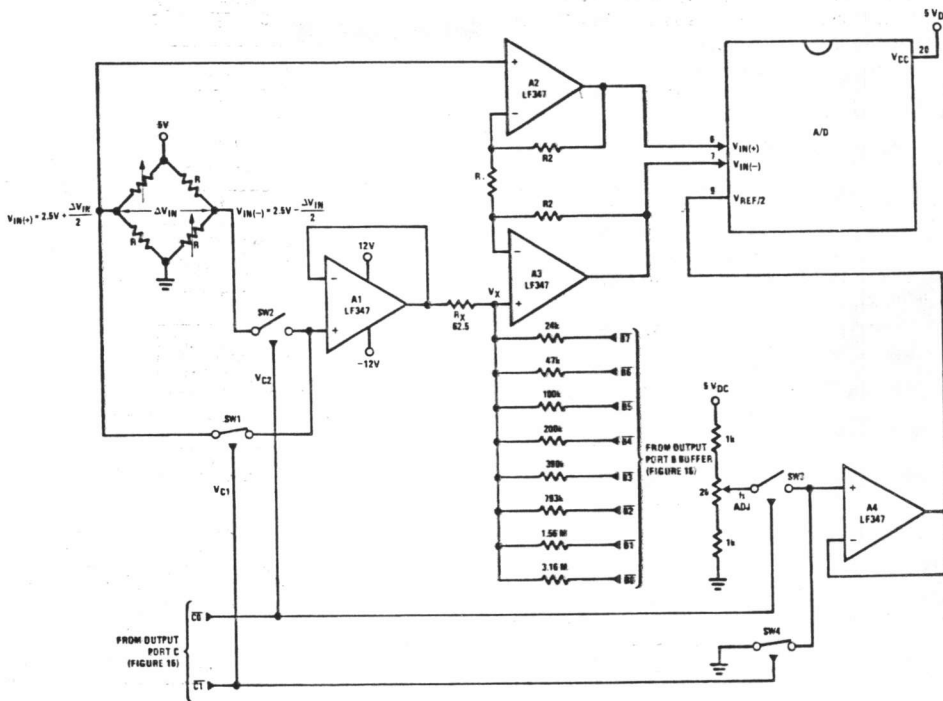 5 VDC
20
VCC
A/D
6 VIN(+)
7 VIN(-)
9 VREF/2
A2
LF347
+
-
R2
R2
A3
LF347
-
+
5V
R
R
R
ΔVIN
VIN(+) = 2.5V + ΔVIN/2
VIN(-) = 2.5V - ΔVIN/2
12V
-
A1
LF347
+
-12V
RX
62.5
VX
SW2
VC2
SW1
VC1
24k B7
47k B6
100k B5
200k B4
390k B3
793k B2
1.56 M B1
3.16 M B0
FROM OUTPUT
PORT B BUFFER
(FIGURE 16)
5 VDC
1k
2k
fs
ADJ
1k
+
A4
LF347
-
SW4
FROM OUTPUT
PORT C
(FIGURE 16)
C0
C1